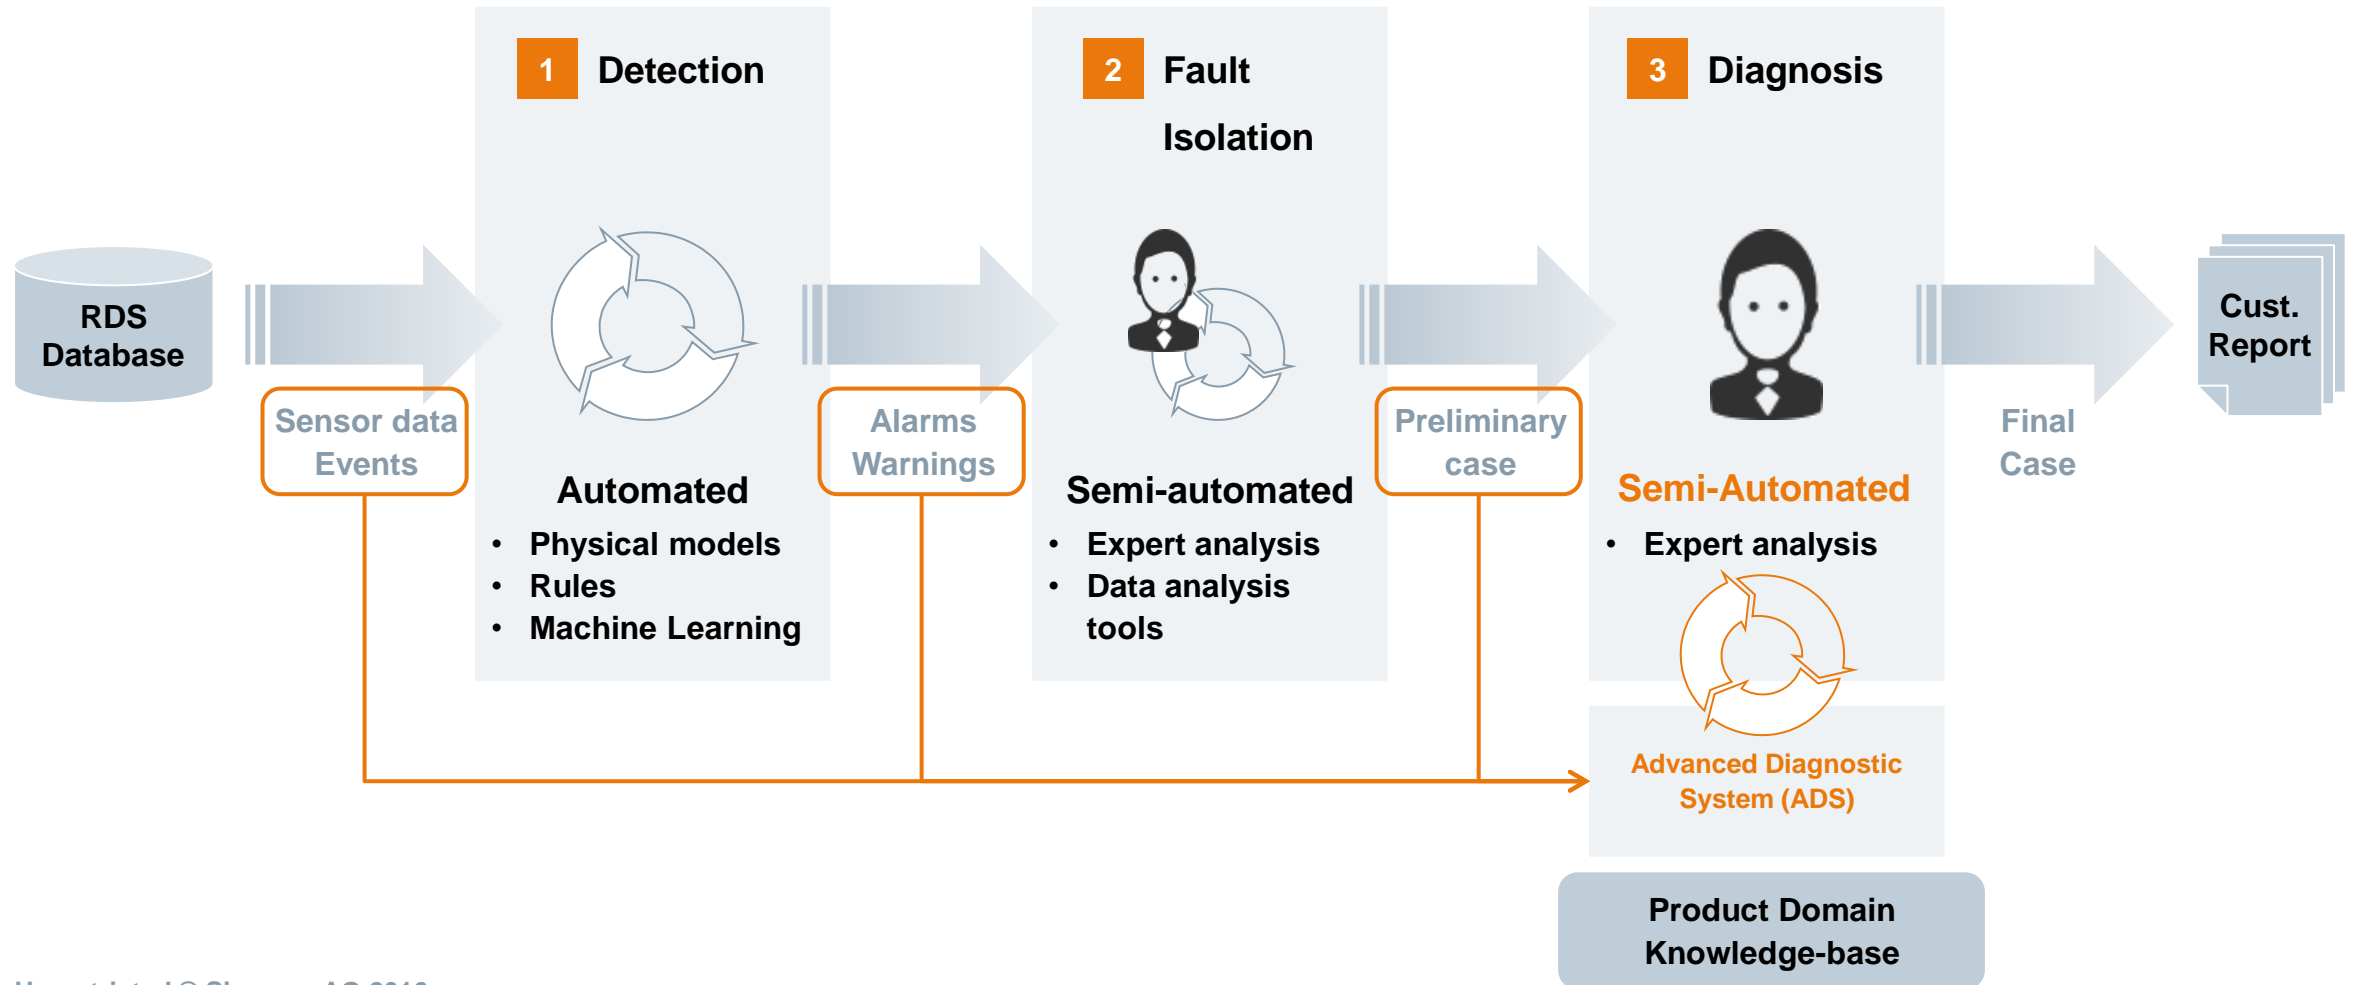 1 Detection
2 Fault
Isolation
3 Diagnosis
RDS
Database
Sensor data
Events
Automated
• Physical models
• Rules
• Machine Learning
Alarms
Warnings
Semi-automated
• Expert analysis
• Data analysis
tools
Preliminary
case
Semi-Automated
• Expert analysis
Advanced Diagnostic
System (ADS)
Product Domain
Knowledge-base
Final
Case
Cust.
Report